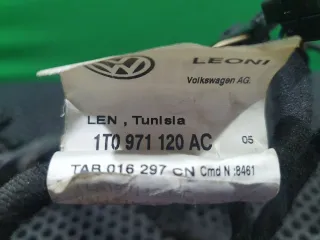 LEONI
Volkswagen AG.
LEN , Tunisia
1T0 971 120 AC 05
TAB 016 297 CN Cmd N :8461